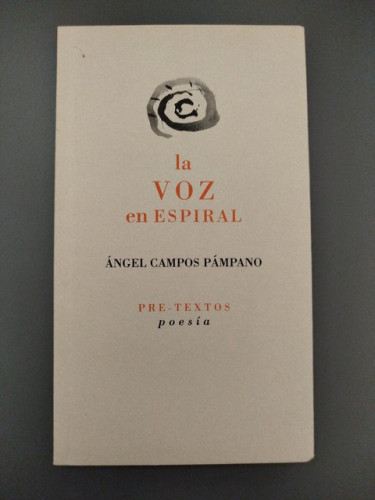 la
VOZ
en ESPIRAL
ÁNGEL CAMPOS PÁMPANO
PRE-TEXTOS
poesía